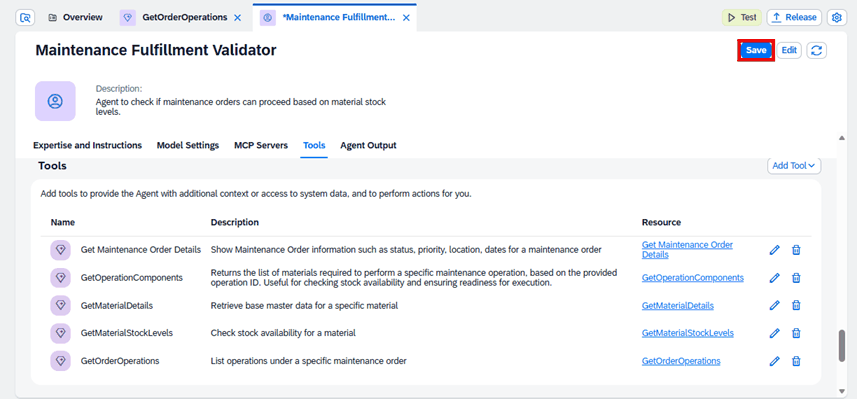 Overview
GetOrderOperations
*Maintenance Fulfillment...
Test
Release
Maintenance Fulfillment Validator
Save
Edit
Description:
Agent to check if maintenance orders can proceed based on material stock
levels.
Expertise and Instructions
Model Settings
MCP Servers
Tools
Agent Output
Tools
Add Tool
Add tools to provide the Agent with additional context or access to system data, and to perform actions for you.
Name
Description
Resource
Get Maintenance Order Details
Show Maintenance Order information such as status, priority, location, dates for a maintenance order
Get Maintenance Order
Details
GetOperationComponents
Returns the list of materials required to perform a specific maintenance operation, based on the provided
operation ID. Useful for checking stock availability and ensuring readiness for execution.
GetOperationComponents
GetMaterialDetails
Retrieve base master data for a specific material
GetMaterialDetails
GetMaterialStockLevels
Check stock availability for a material
GetMaterialStockLevels
GetOrderOperations
List operations under a specific maintenance order
GetOrderOperations